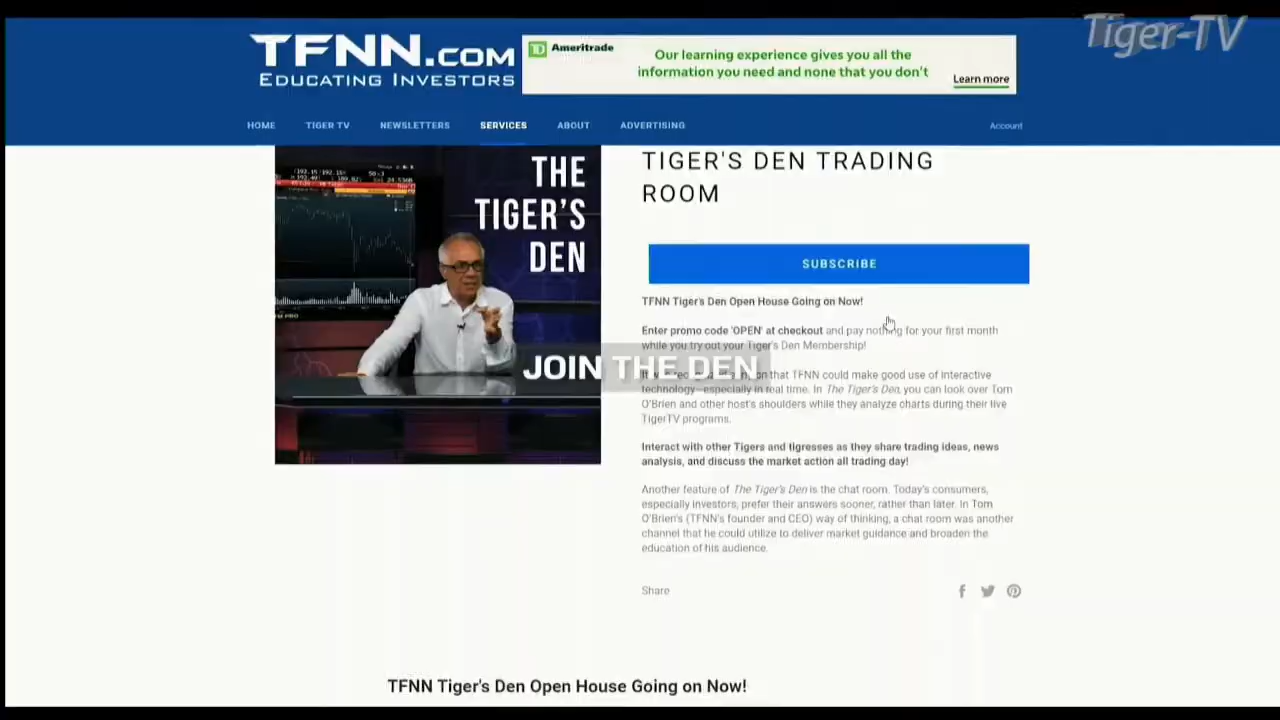 Tiger-TV
TFNN.COM
EDUCATING INVESTORS
Ameritrade
Our learning experience gives you all the
information you need and none that you don't
Learn more
HOME
TIGER TV
NEWSLETTERS
SERVICES
ABOUT
ADVERTISING
Account
THE
TIGER'S
DEN
TIGER'S DEN TRADING
ROOM
SUBSCRIBE
TFNN Tiger's Den Open House Going on Now!
Enter promo code 'OPEN' at checkout and pay nothing for your first month
while you try out your Tiger's Den Membership!
JOIN THE DEN
that TFNN could make good use of interactive
technology—especially in real time. In The Tiger's Den, you can look over Tom
O'Brien and other host's shoulders while they analyze charts during their live
TigerTV programs.
Interact with other Tigers and tigresses as they share trading ideas, news
analysis, and discuss the market action all trading day!
Another feature of The Tiger's Den is the chat room. Today's consumers,
especially investors, prefer their answers sooner, rather than later. In Tom
O'Brien's (TFNN's founder and CEO) way of thinking, a chat room was another
channel that he could utilize to deliver market guidance and broaden the
education of his audience.
Share
TFNN Tiger's Den Open House Going on Now!